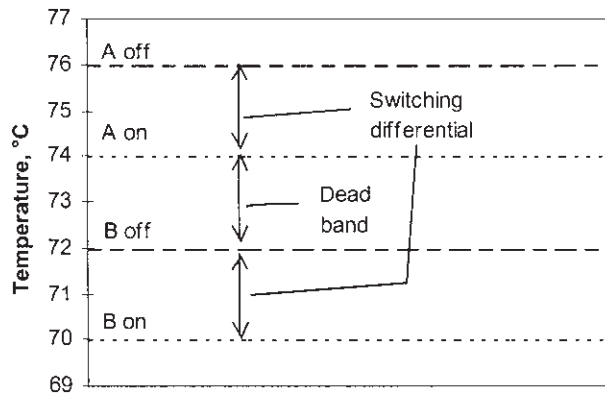 77
A off
76
75
Switching
differential
A on
74
73
Dead
band
B off
72
71
B on
70
69
Temperature, °C